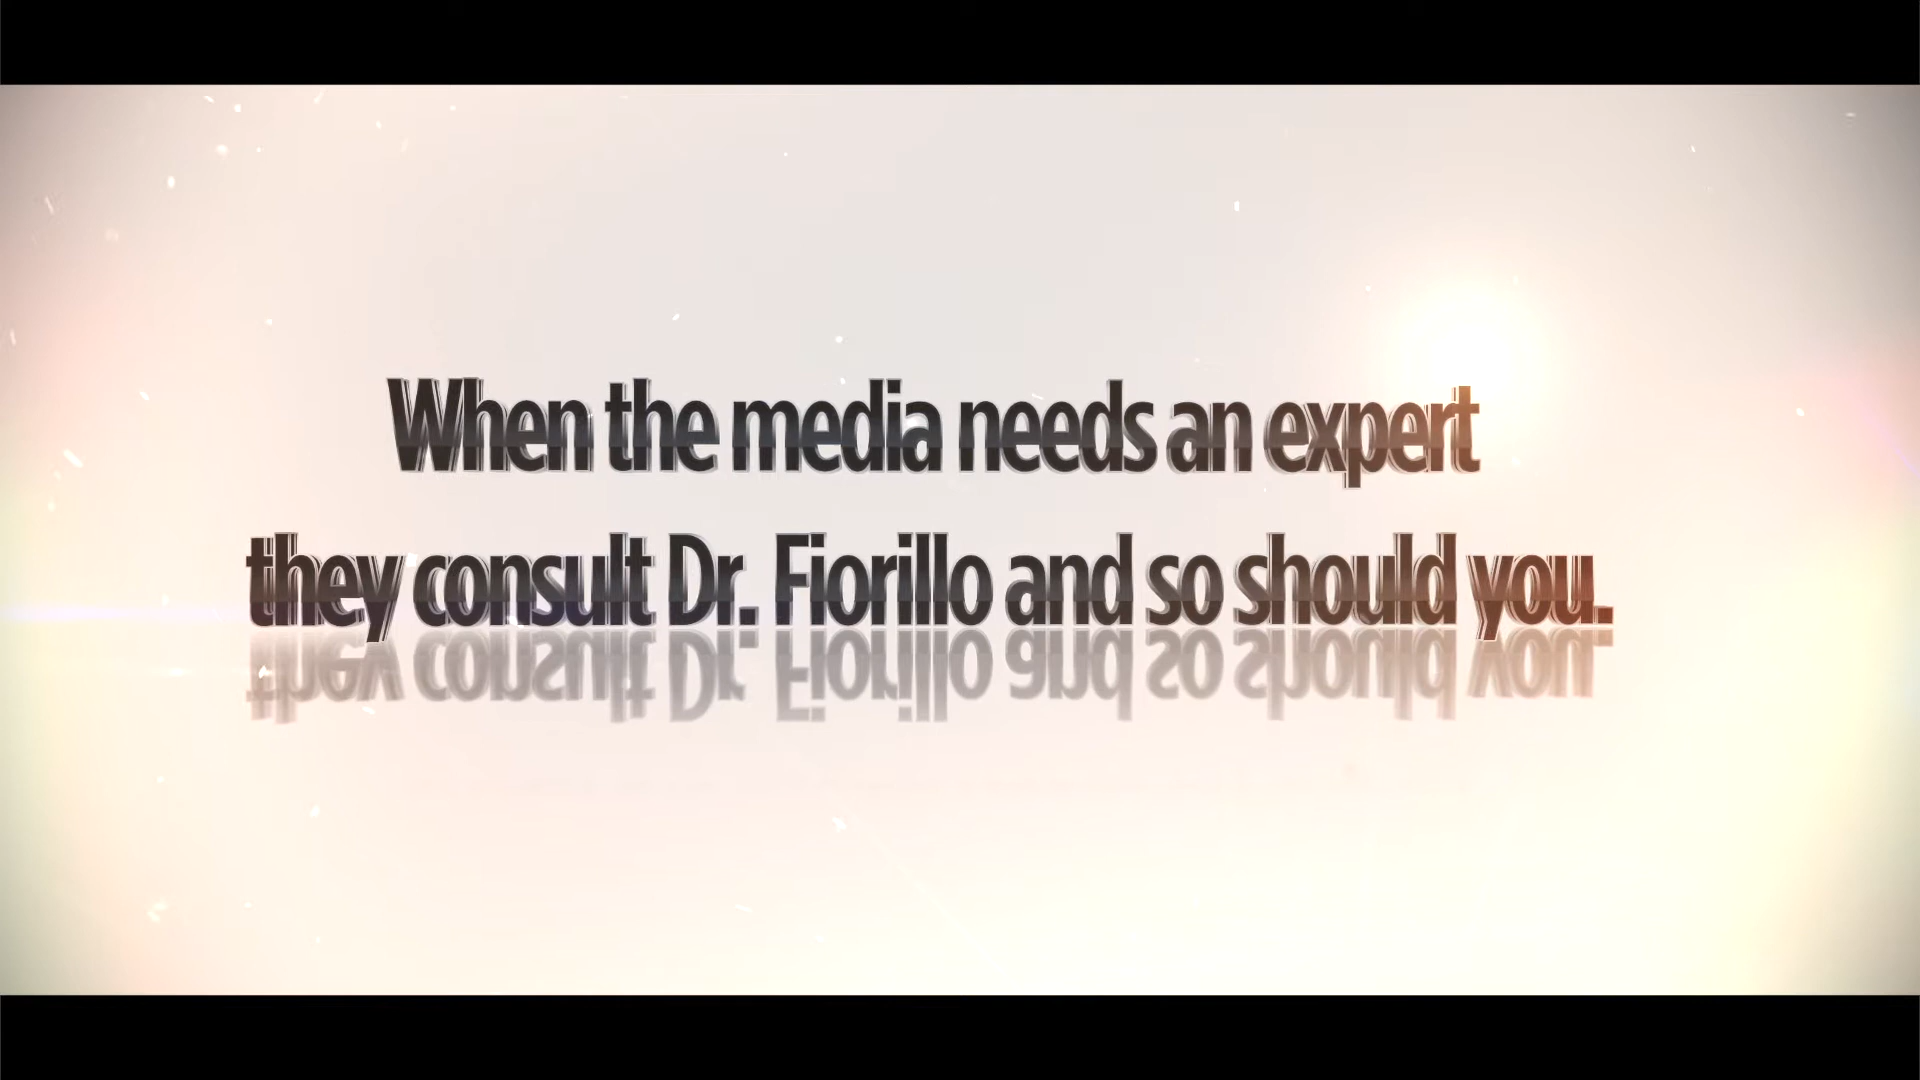 When the media needs an expert
they consult Dr. Fiorillo and so should you.